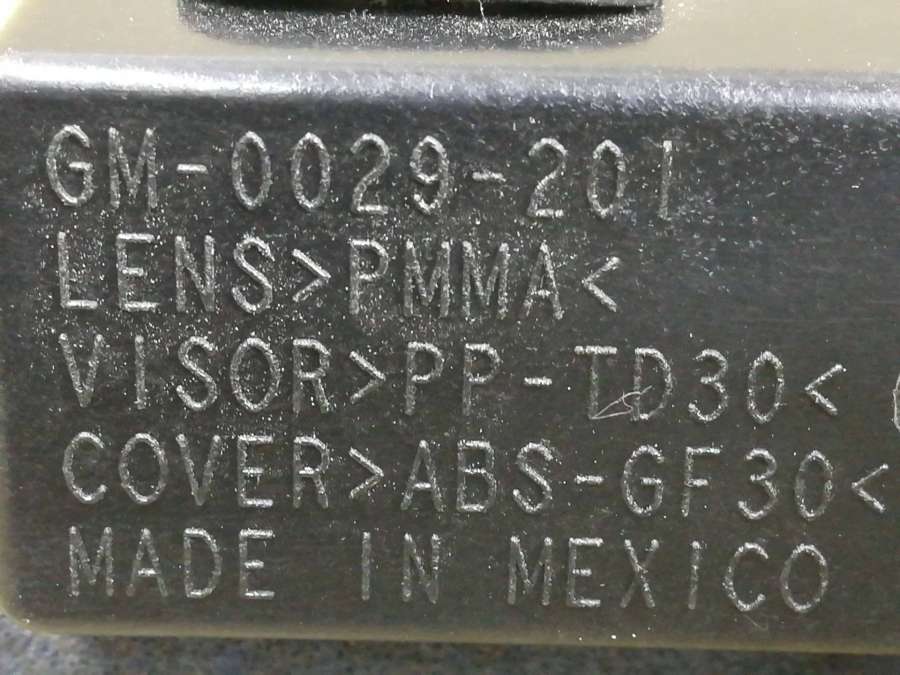 GM-0029-201
LENS>PMMA<
VISOR>PP-TD30<
COVER>ABS-GF30<
MADE IN MEXICO